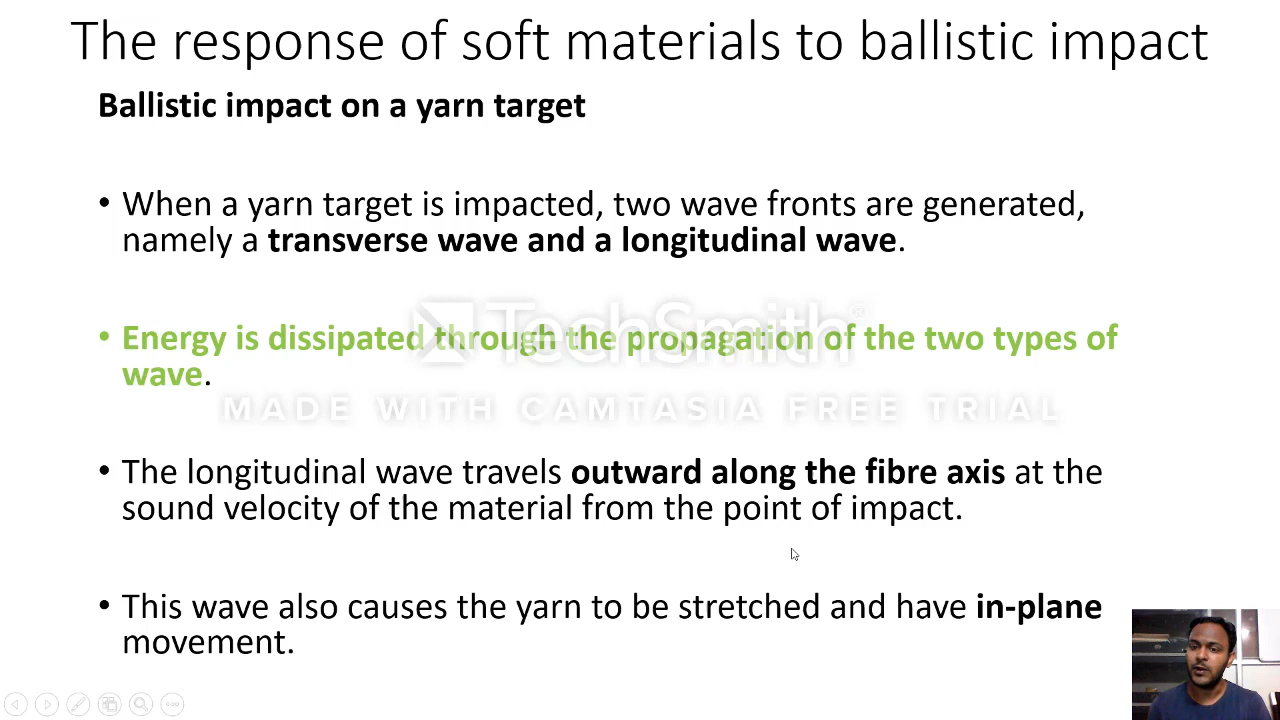 The response of soft materials to ballistic impact
Ballistic impact on a yarn target
• When a yarn target is impacted, two wave fronts are generated,
namely a transverse wave and a longitudinal wave.
• Energy is dissipated through the propagation of the two types of
wave.
TechSmith®
MADE WITH CAMTASIA FREE TRIAL
• The longitudinal wave travels outward along the fibre axis at the
sound velocity of the material from the point of impact.
• This wave also causes the yarn to be stretched and have in-plane
movement.